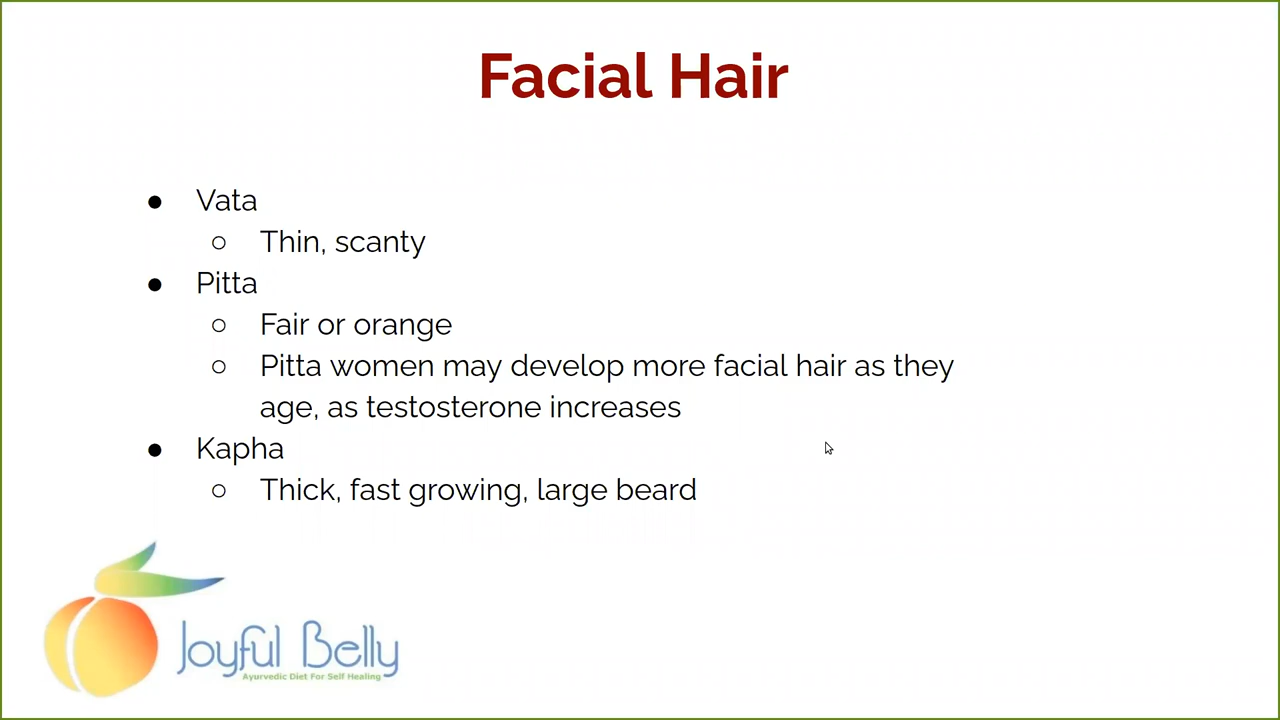 Facial Hair
● Vata
○ Thin, scanty
● Pitta
○ Fair or orange
○ Pitta women may develop more facial hair as they
age, as testosterone increases
● Kapha
○ Thick, fast growing, large beard
Joyful Belly
Ayurvedic Diet For Self Healing